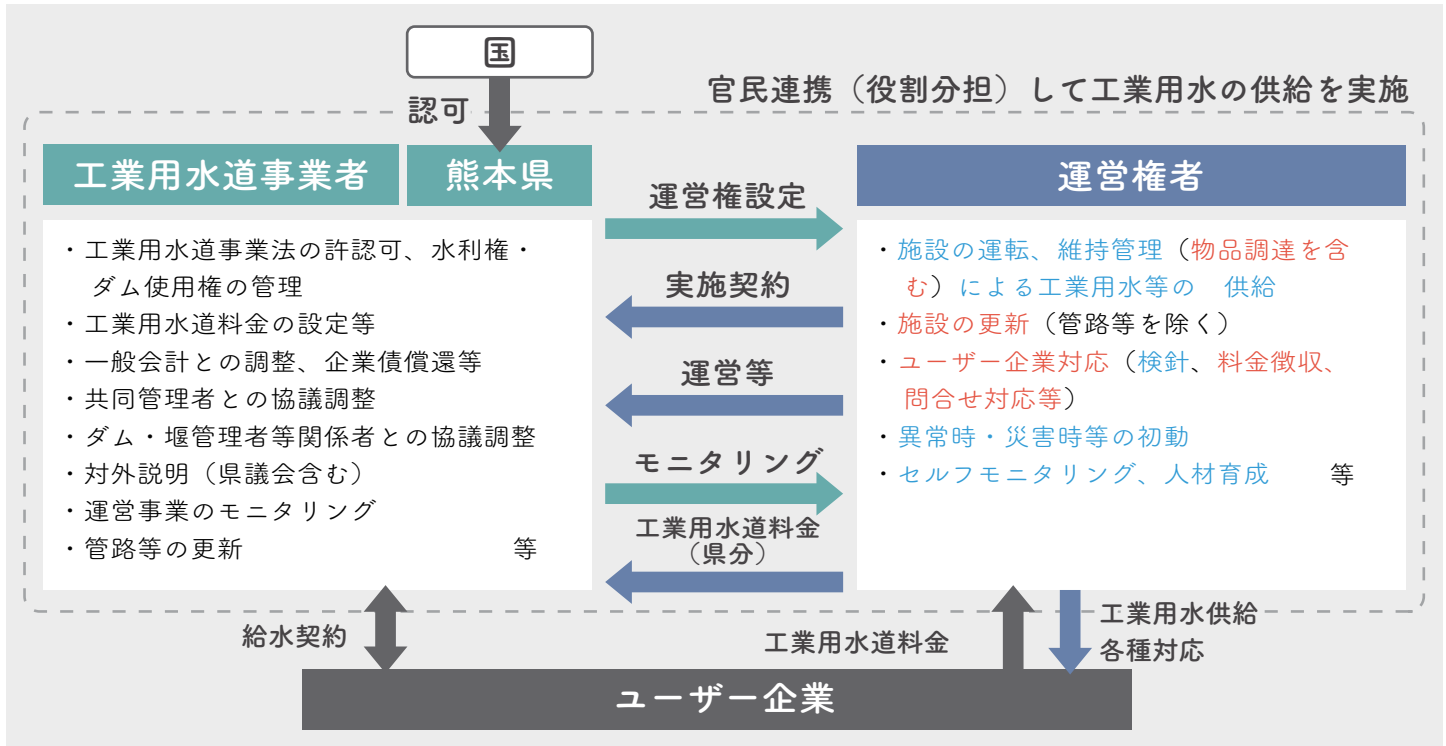 国
認可
官民連携（役割分担）して工業用水の供給を実施
工業用水道事業者
熊本県
・工業用水道事業法の許認可、水利権・
ダム使用権の管理
・工業用水道料金の設定等
・一般会計との調整、企業債償還等
・共同管理者との協議調整
・ダム・堰管理者等関係者との協議調整
・対外説明（県議会含む）
・運営事業のモニタリング
・管路等の更新　等
運営権設定
実施契約
運営等
モニタリング
工業用水道料金
（県分）
運営権者
・施設の運転、維持管理（物品調達を含
む）による工業用水等の　供給
・施設の更新（管路等を除く）
・ユーザー企業対応（検針、料金徴収、
問合せ対応等）
・異常時・災害時等の初動
・セルフモニタリング、人材育成　等
給水契約
工業用水道料金
工業用水供給
各種対応
ユーザー企業